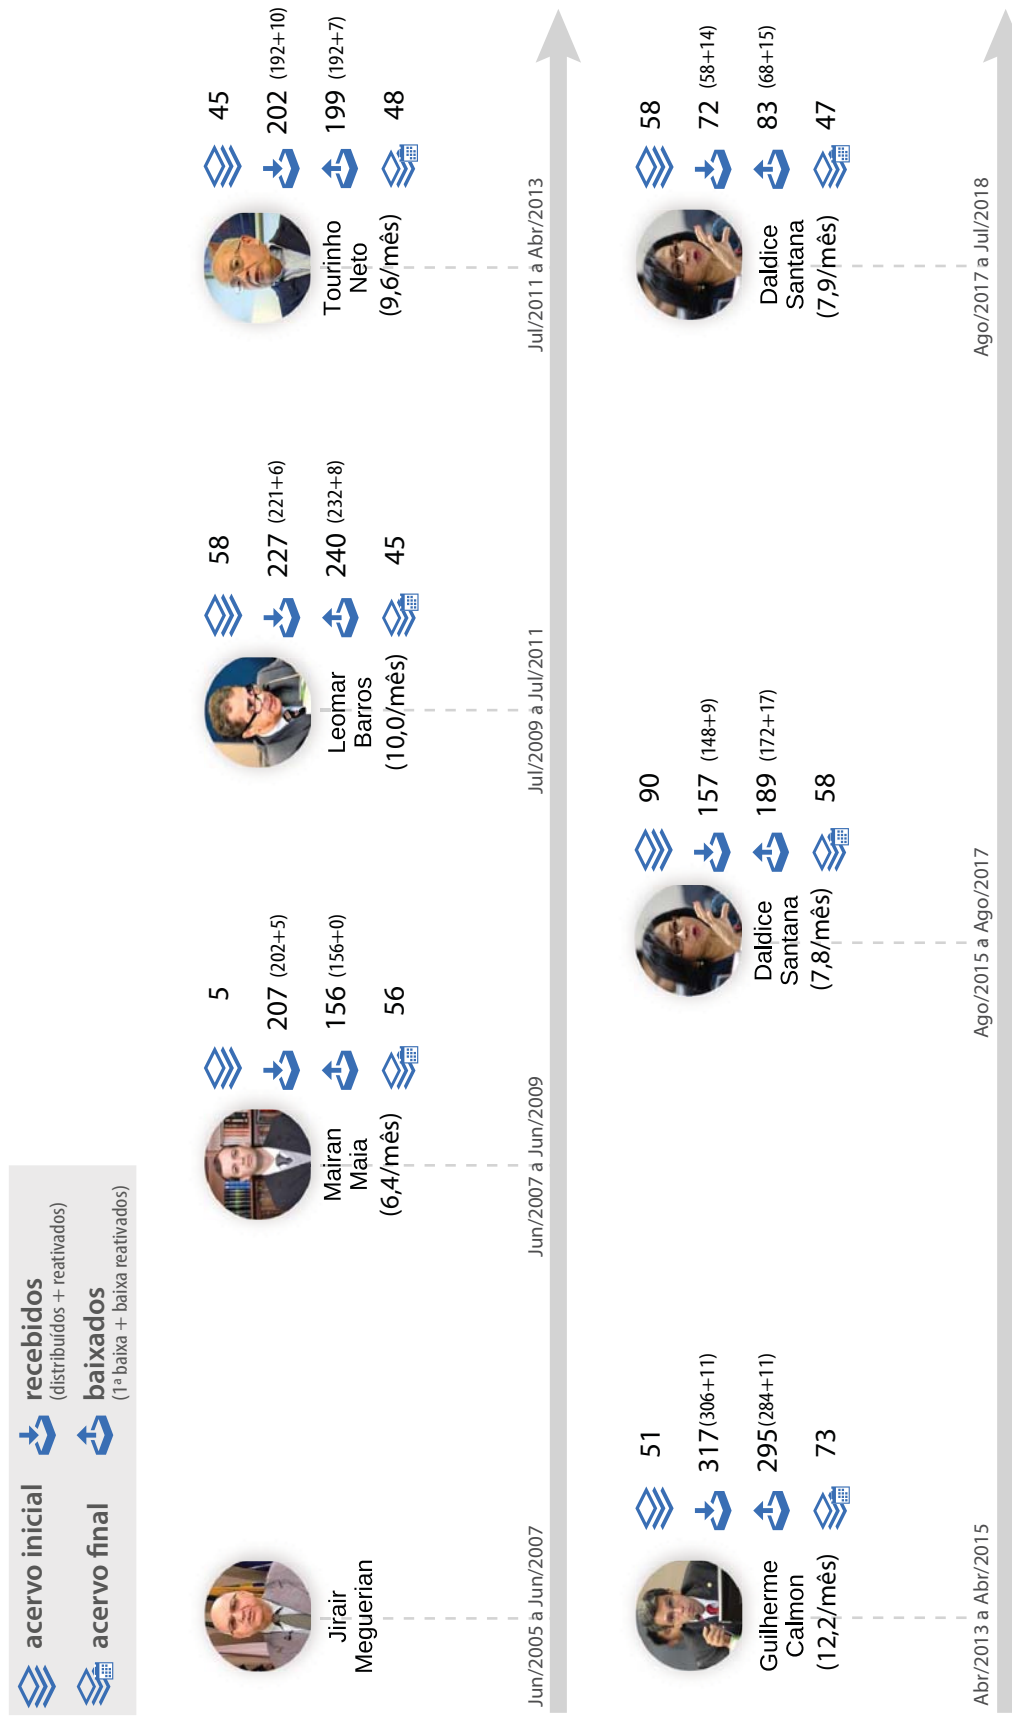 acervo inicial
recebidos
(distribuídos + reativados)
acervo final
baixados
(1ª baixa + baixa reativados)
Jirair
Meguerian
Jun/2005 a Jun/2007
Mairan
Maia
(6,4/mês)
5
207 (202+5)
156 (156+0)
56
Jun/2007 a Jun/2009
Leomar
Barros
(10,0/mês)
58
227 (221+6)
240 (232+8)
45
Jul/2009 a Jul/2011
Tourinho
Neto
(9,6/mês)
45
202 (192+10)
199 (192+7)
48
Jul/2011 a Abr/2013
Guilherme
Calmon
(12,2/mês)
51
317(306+11)
295(284+11)
73
Abr/2013 a Abr/2015
Daldice
Santana
(7,8/mês)
90
157 (148+9)
189 (172+17)
58
Ago/2015 a Ago/2017
Daldice
Santana
(7,9/mês)
58
72 (58+14)
83 (68+15)
47
Ago/2017 a Jul/2018